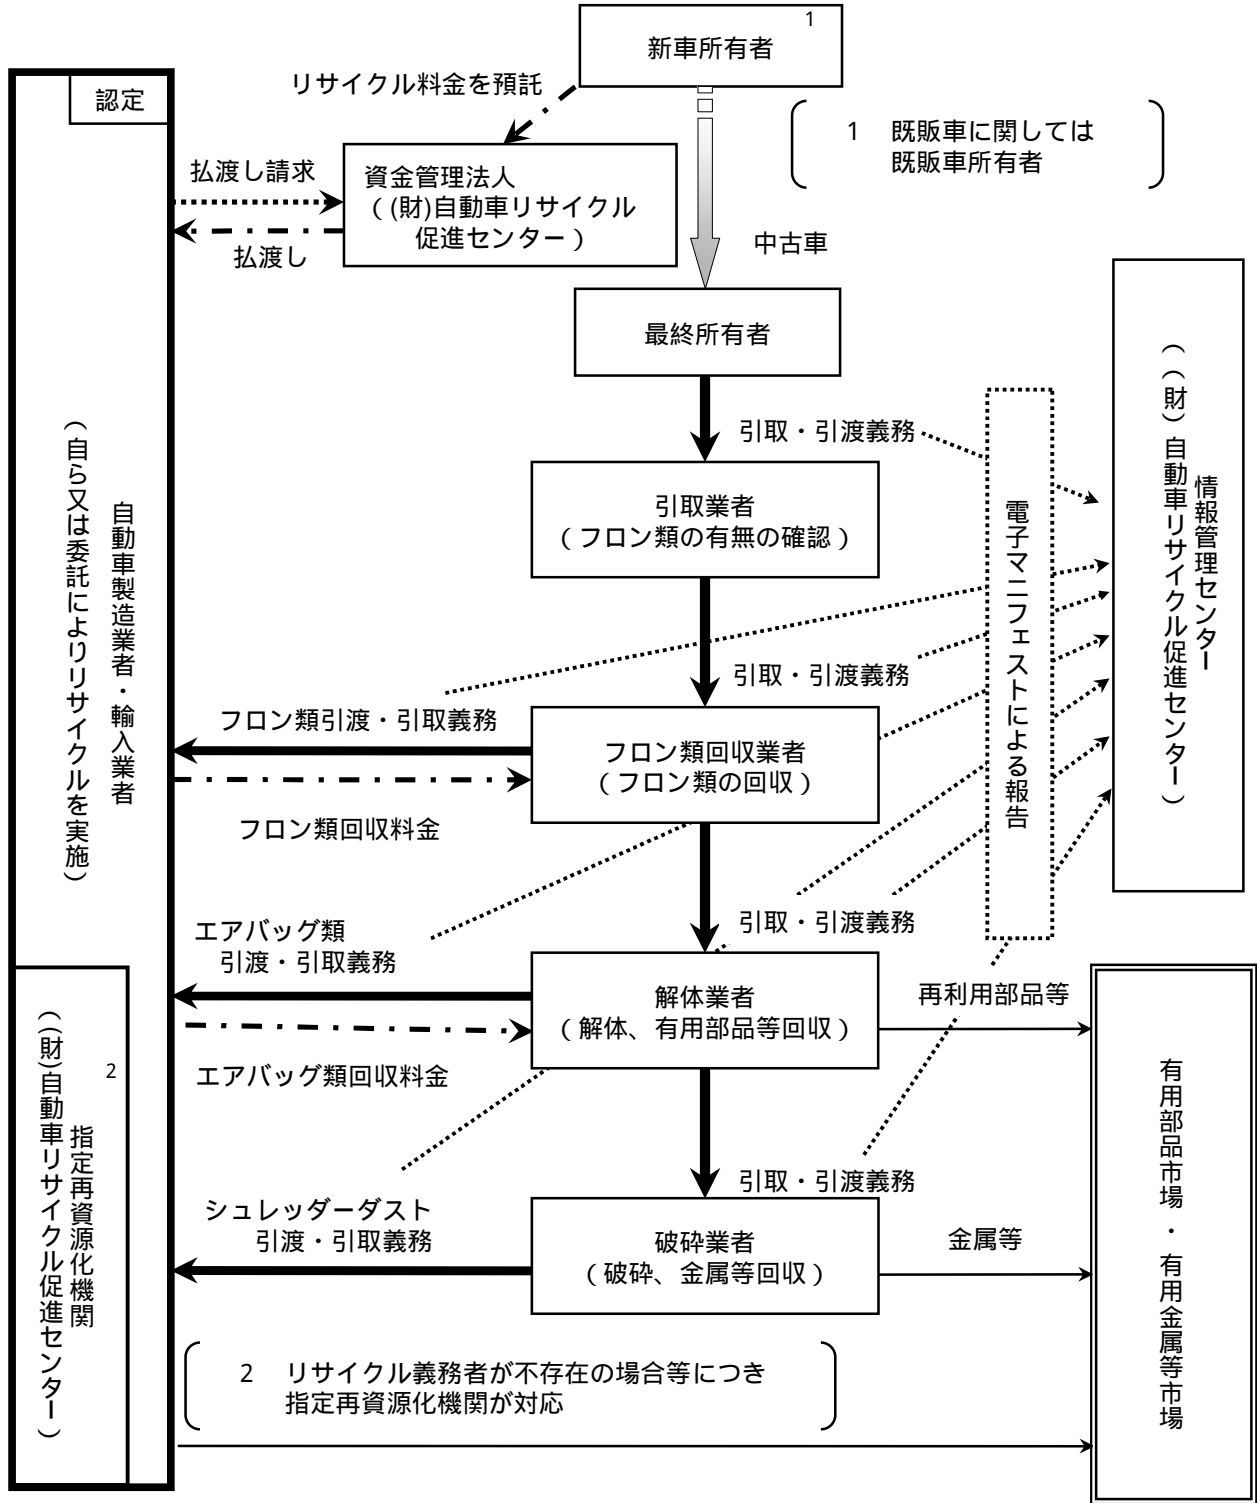 新車所有者
1
リサイクル料金を預託
認定
1 既販車に関しては
既販車所有者
払渡し請求
資金管理法人
（(財)自動車リサイクル
促進センター）
払渡し
中古車
最終所有者
引取・引渡義務
引取業者
（フロン類の有無の確認）
電子マニフェストによる報告
情報管理センター
（（財）自動車リサイクル促進センター）
自動車製造業者・輸入業者
（自ら又は委託によりリサイクルを実施）
引取・引渡義務
フロン類引渡・引取義務
フロン類回収業者
（フロン類の回収）
フロン類回収料金
引取・引渡義務
エアバッグ類
引渡・引取義務
解体業者
（解体、有用部品等回収）
再利用部品等
エアバッグ類回収料金
2
指定再資源化機関
（(財)自動車リサイクル促進センター）
有用部品市場・有用金属等市場
引取・引渡義務
シュレッダーダスト
引渡・引取義務
破砕業者
（破砕、金属等回収）
金属等
2 リサイクル義務者が不存在の場合等につき
指定再資源化機関が対応